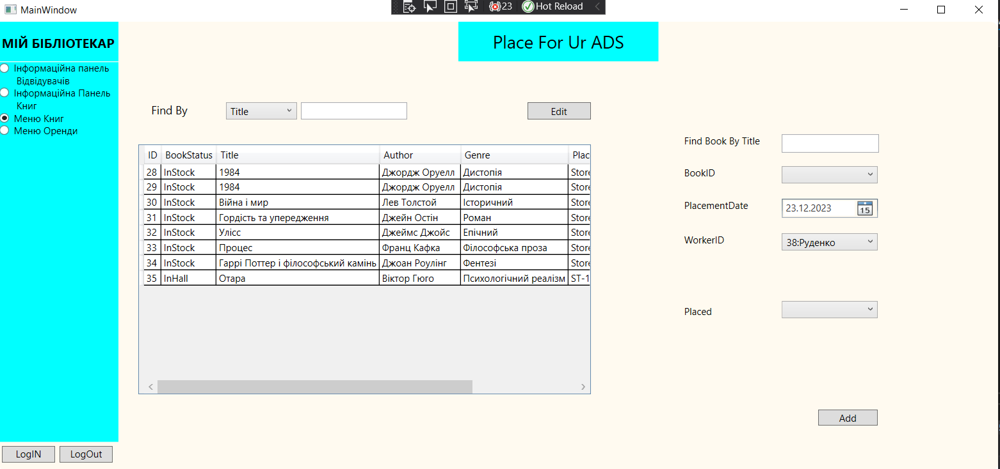 MainWindow
23
Hot Reload
МІЙ БІБЛІОТЕКАР
Place For Ur ADS
Інформаційна панель
Відвідувачів
Інформаційна Панель
Книг
Меню Книг
Меню Оренди
Find By
Title
Edit
ID BookStatus Title Author Genre Plac
28 InStock 1984 Джордж Оруелл Дистопія Store
29 InStock 1984 Джордж Оруелл Дистопія Store
30 InStock Війна і мир Лев Толстой Історичний Store
31 InStock Гордість та упередження Джейн Остін Роман Store
32 InStock Улісс Джеймс Джойс Епічний Store
33 InStock Процес Франц Кафка Філософська проза Store
34 InStock Гаррі Поттер і філософський камінь Джоан Роулінг Фентезі Store
35 InHall Отара Віктор Гюго Психологічний реалізм ST-1
Find Book By Title
BookID
PlacementDate 23.12.2023 15
WorkerID 38:Руденко
Placed
Add
LogIN LogOut